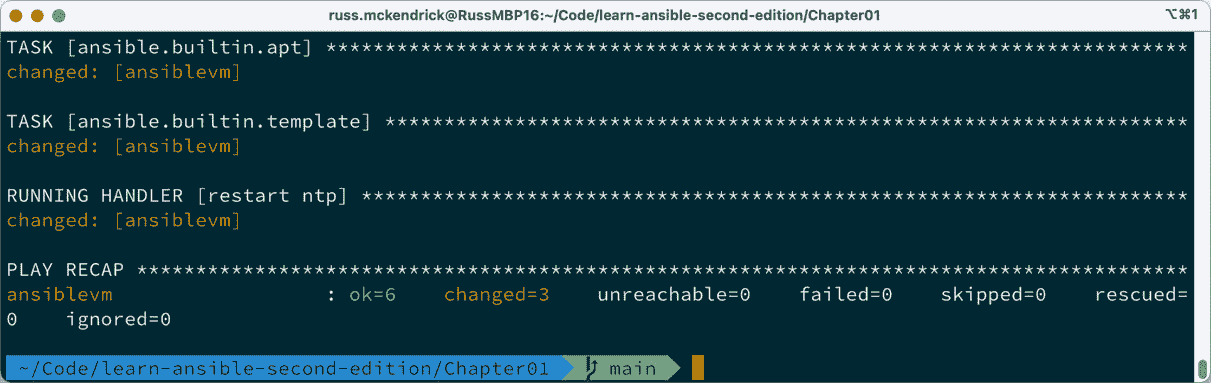 russ.mckendrick@RussMBP16:~/Code/learn-ansible-second-edition/Chapter01 ⌥⌘1
TASK [ansible.builtin.apt] *************************************************************************
changed: [ansiblevm]
TASK [ansible.builtin.template] ********************************************************************
changed: [ansiblevm]
RUNNING HANDLER [restart ntp] **********************************************************************
changed: [ansiblevm]
PLAY RECAP *****************************************************************************************
ansiblevm                  : ok=6    changed=3    unreachable=0    failed=0    skipped=0    rescued=
0    ignored=0
~/Code/learn-ansible-second-edition/Chapter01 main